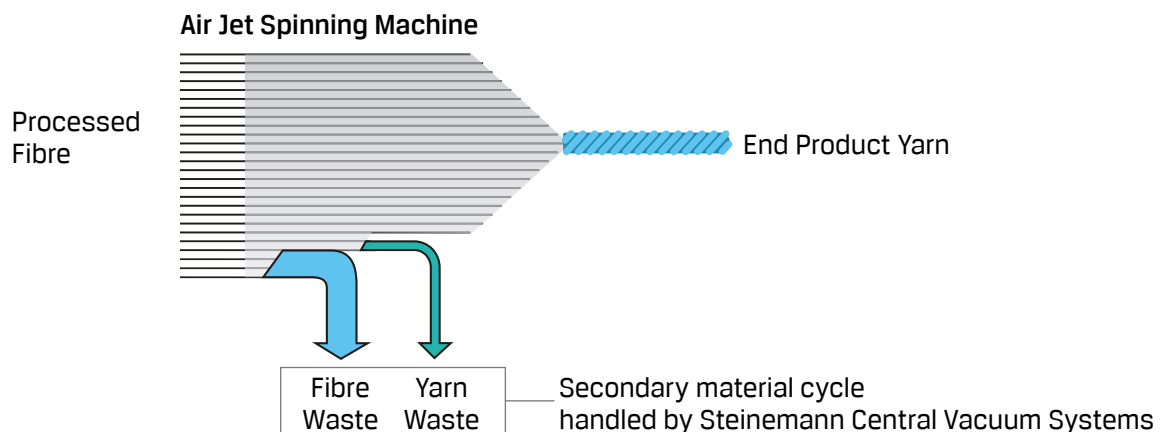 Air Jet Spinning Machine
Processed
Fibre
End Product Yarn
Fibre
Waste
Yarn
Waste
Secondary material cycle
handled by Steinemann Central Vacuum Systems